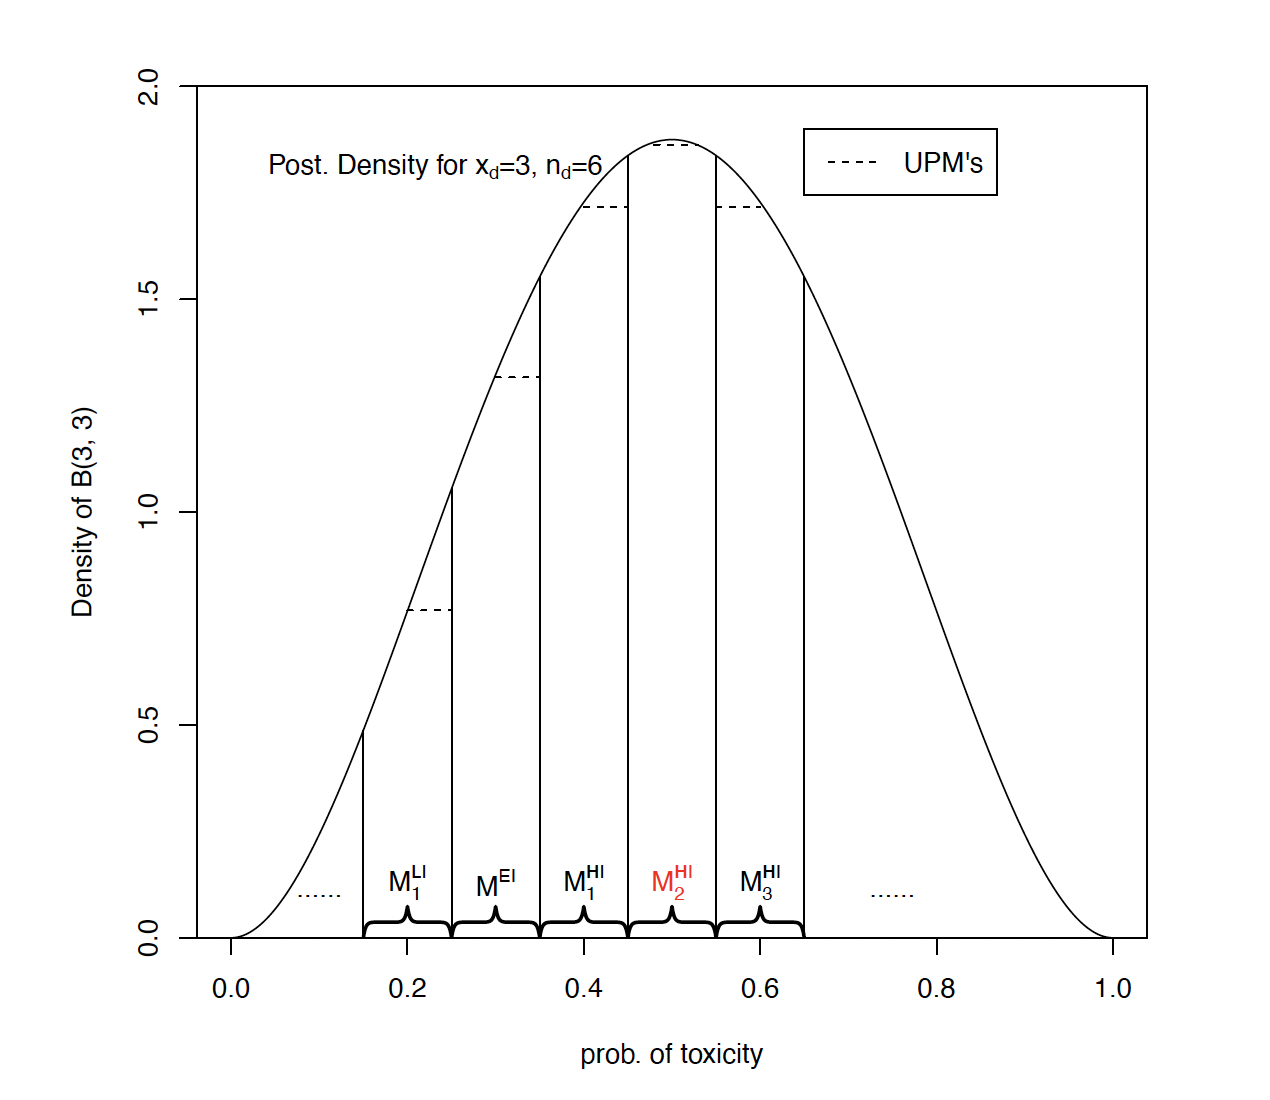 Post. Density for x_d=3, n_d=6
UPM's
Density of B(3, 3)
2.0
1.5
1.0
0.5
0.0
M_1^LI
M^EI
M_1^HI
M_2^HI
M_3^HI
0.0 0.2 0.4 0.6 0.8 1.0
prob. of toxicity